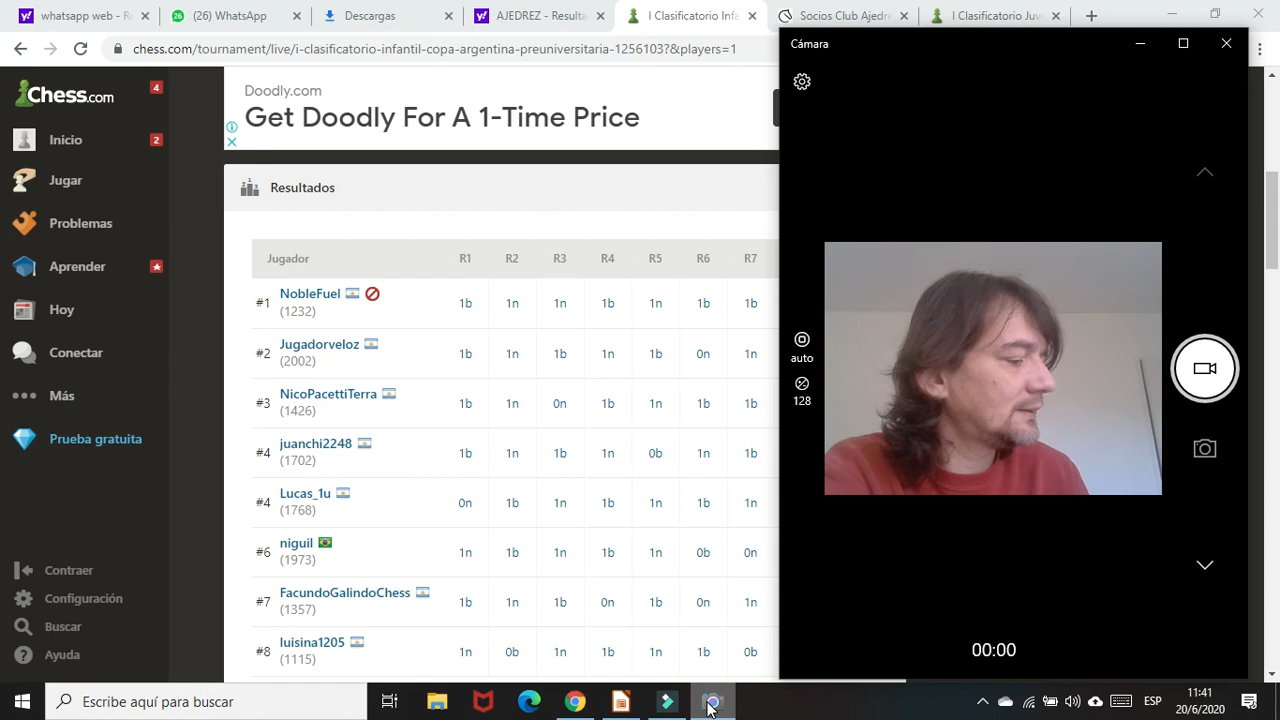 whatsapp web - R
(26) WhatsApp
Descargas
AJEDREZ - Resulta
I Clasificatorio Infa
Socios Club Ajedre
I Clasificatorio Juv
chess.com/tournament/live/i-clasificatorio-infantil-copa-argentina-preuniversitaria-1256103?&players=1
Cámara
Chess.com
4
Inicio
2
Jugar
Problemas
Aprender
Hoy
Conectar
Más
Prueba gratuita
Contraer
Configuración
Buscar
Ayuda
Doodly.com
Get Doodly For A 1-Time Price
Resultados
Jugador R1 R2 R3 R4 R5 R6 R7
#1 NobleFuel 1b 1n 1n 1b 1n 1b 1b
(1232)
#2 Jugadorveloz 1b 1n 1b 1n 1b 0n 1n
(2002)
#3 NicoPacettiTerra 1b 1n 0n 1b 1n 1b 1b
(1426)
#4 juanchi2248 1b 1n 1b 1n 0b 1n 1b
(1702)
#4 Lucas_1u 0n 1b 1n 1b 1n 1b 1n
(1768)
#6 niguil 1n 1b 1n 1b 1n 0b 0n
(1973)
#7 FacundoGalindoChess 1b 1n 1b 0n 1b 0n 1n
(1357)
#8 luisina1205 1n 0b 1n 1b 1n 1b 0b
(1115)
auto
128
00:00
Escribe aquí para buscar
ESP
11:41
20/6/2020